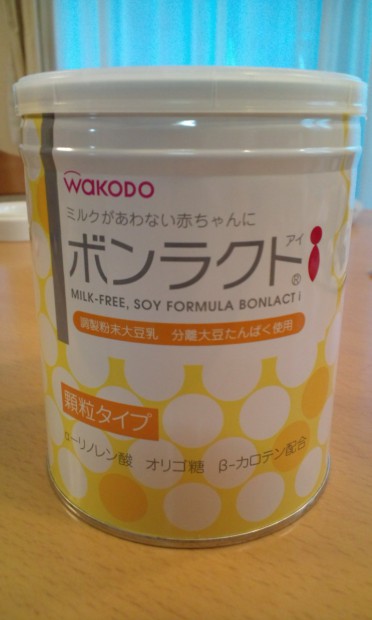 WAKODO
ミルクがあわない赤ちゃんに
アイ
ボンラクトi®
MILK-FREE, SOY FORMULA BONLACT i
調製粉末大豆乳 分離大豆たんぱく使用
顆粒タイプ
α-リノレン酸 オリゴ糖 β-カロテン配合